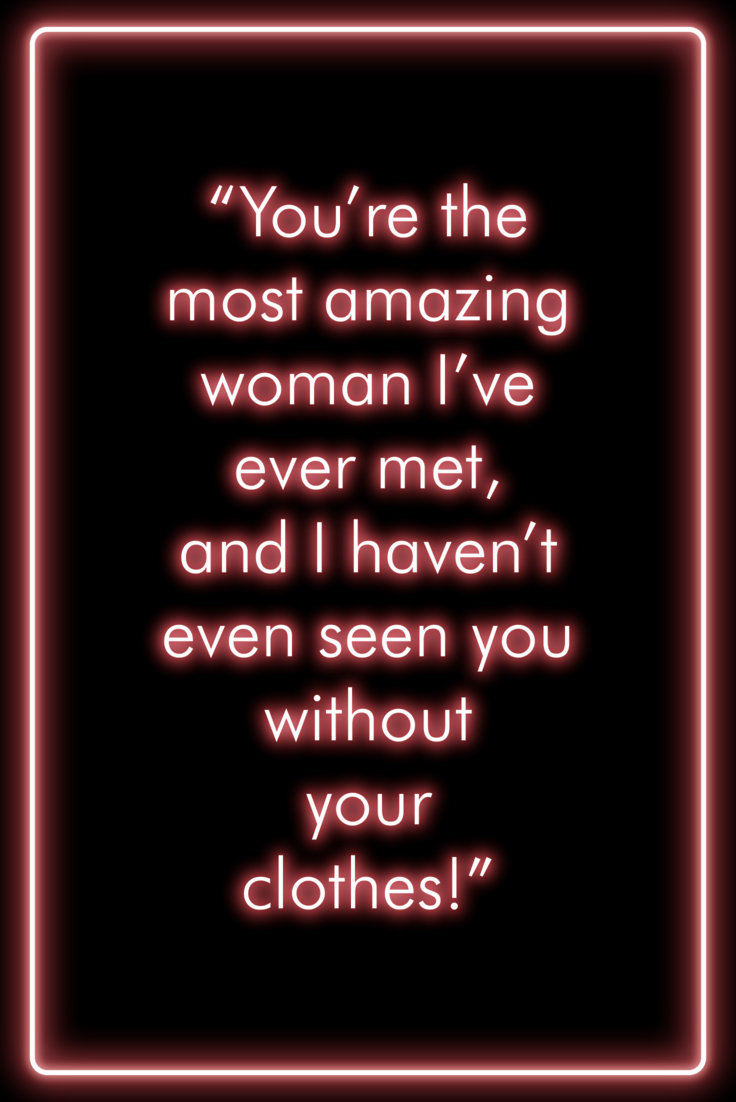 “You’re the
most amazing
woman I’ve
ever met,
and I haven’t
even seen you
without
your
clothes!”